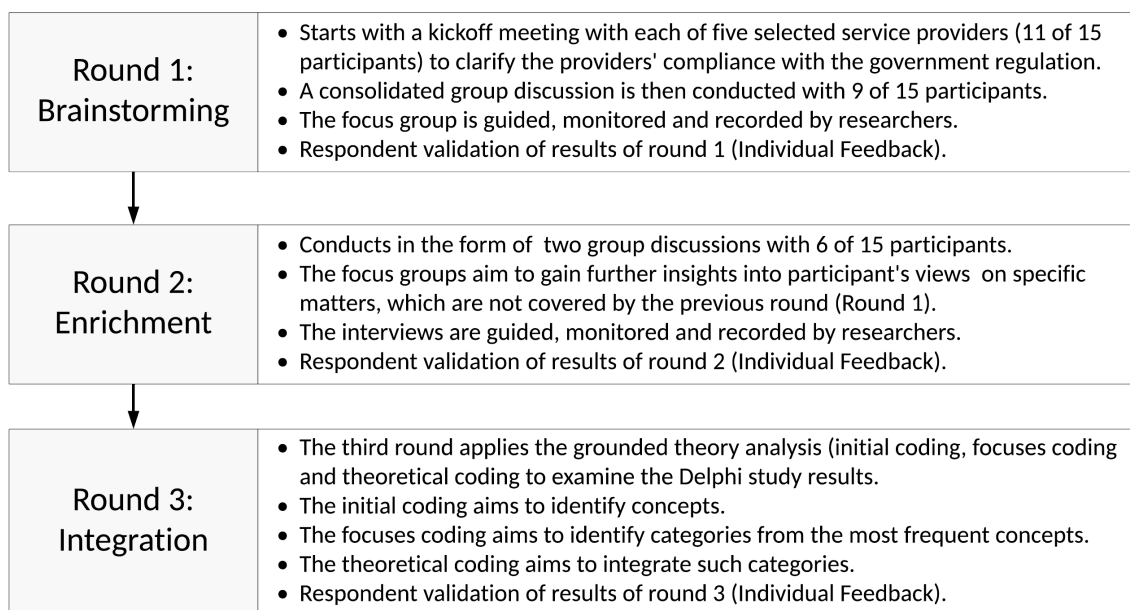 Round 1:
Brainstorming
• Starts with a kickoff meeting with each of five selected service providers (11 of 15
participants) to clarify the providers' compliance with the government regulation.
• A consolidated group discussion is then conducted with 9 of 15 participants.
• The focus group is guided, monitored and recorded by researchers.
• Respondent validation of results of round 1 (Individual Feedback).
Round 2:
Enrichment
• Conducts in the form of  two group discussions with 6 of 15 participants.
• The focus groups aim to gain further insights into participant's views  on specific
matters, which are not covered by the previous round (Round 1).
• The interviews are guided, monitored and recorded by researchers.
• Respondent validation of results of round 2 (Individual Feedback).
Round 3:
Integration
• The third round applies the grounded theory analysis (initial coding, focuses coding
and theoretical coding to examine the Delphi study results.
• The initial coding aims to identify concepts.
• The focuses coding aims to identify categories from the most frequent concepts.
• The theoretical coding aims to integrate such categories.
• Respondent validation of results of round 3 (Individual Feedback).